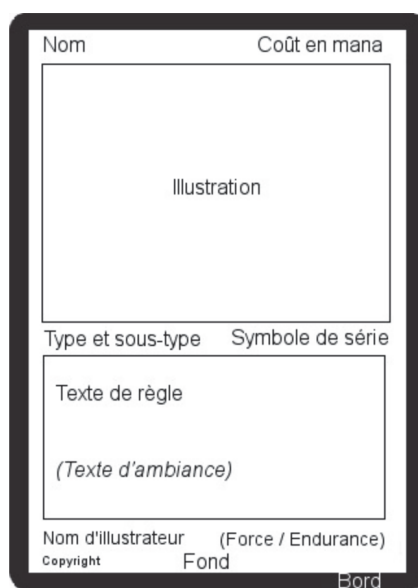 Nom Coût en mana
Illustration
Type et sous-type Symbole de série
Texte de règle
(Texte d'ambiance)
Nom d'illustrateur (Force / Endurance)
Copyright Fond
Bord